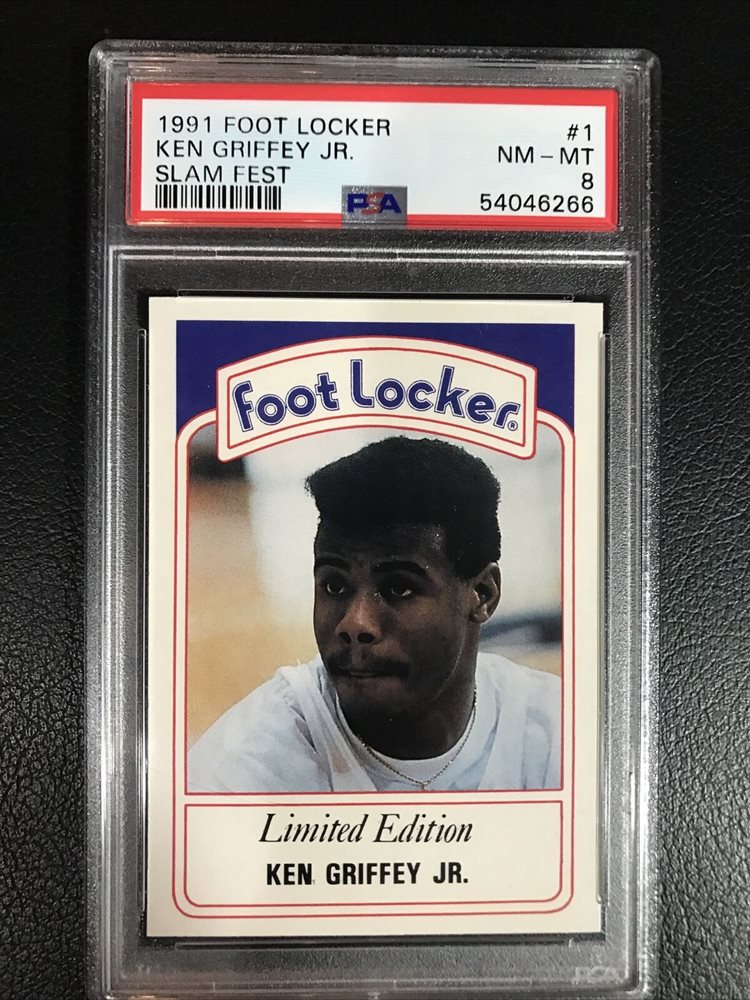 1991 FOOT LOCKER #1
KEN GRIFFEY JR. NM - MT
SLAM FEST 8
PSA 54046266
Foot Locker®
Limited Edition
KEN GRIFFEY JR.
PSA